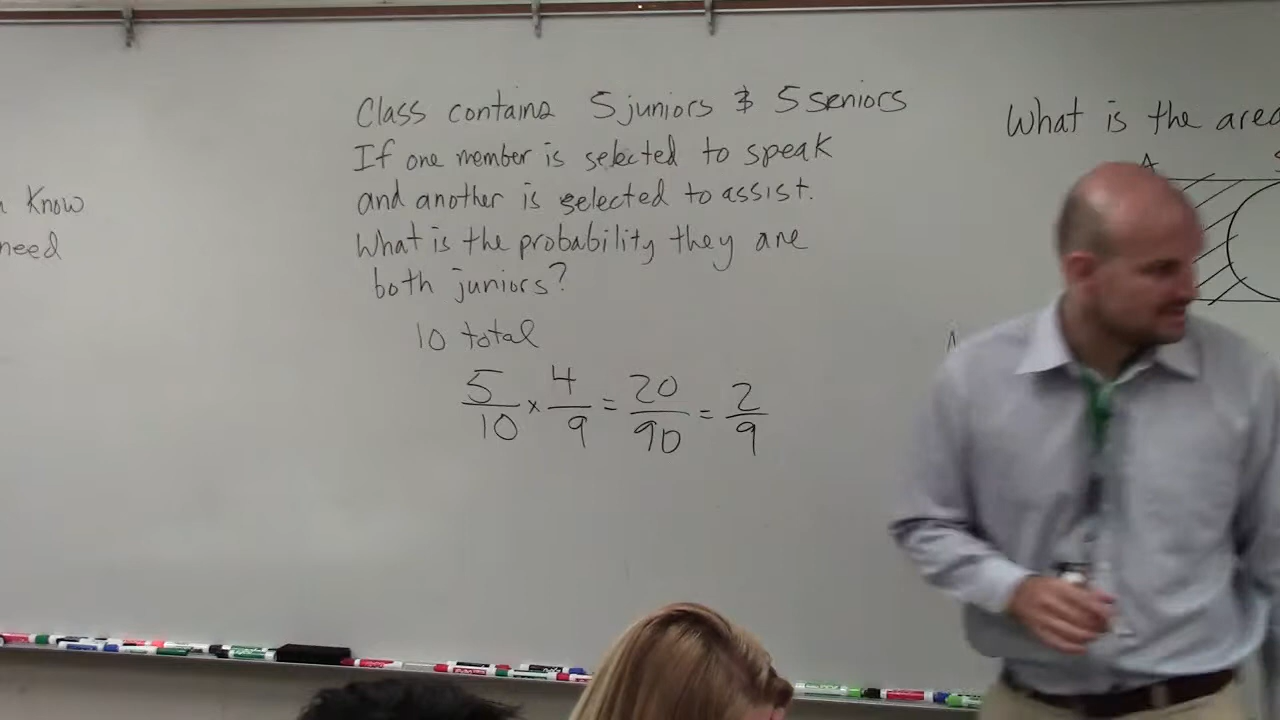 Know
need
Class contains 5 juniors & 5 seniors
If one member is selected to speak
and another is selected to assist.
What is the probability they are
both juniors?
10 total
5/10 × 4/9 = 20/90 = 2/9
What is the area
A